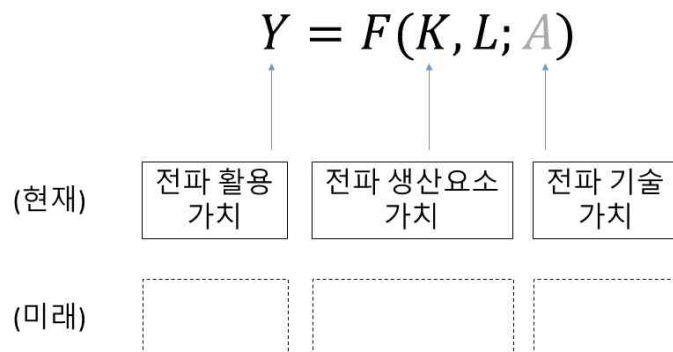 Y = F(K, L; A)
(현재)
전파 활용
가치
전파 생산요소
가치
전파 기술
가치
(미래)